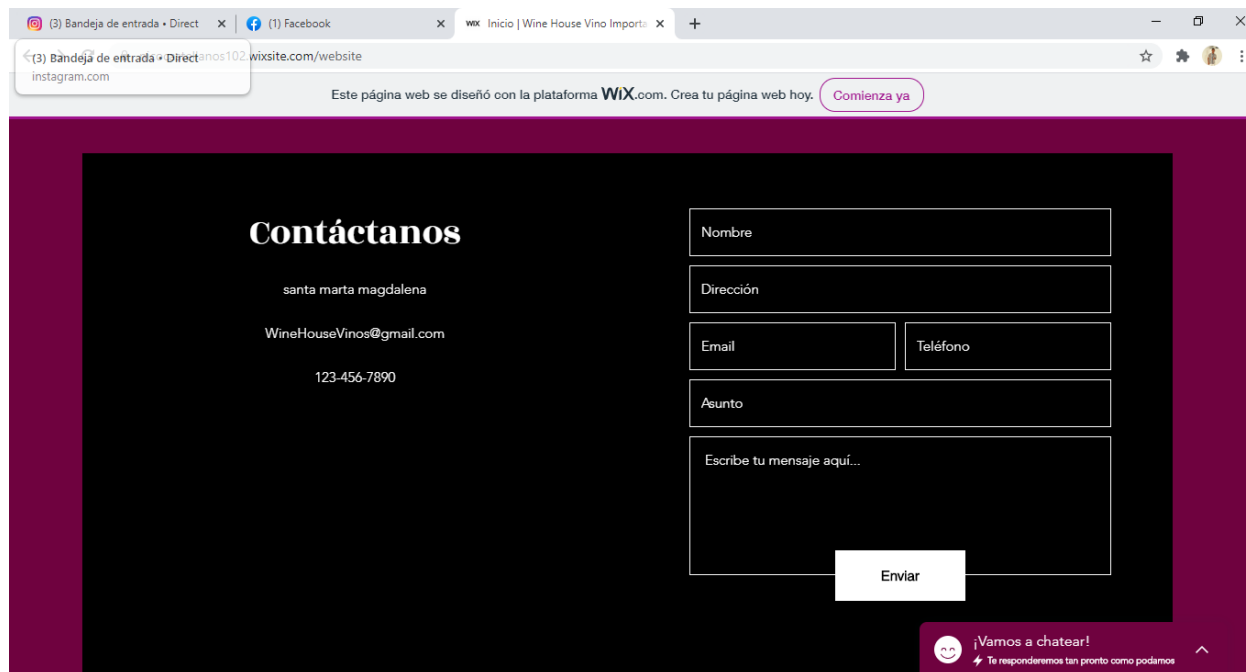 (3) Bandeja de entrada • Direct
(1) Facebook
WIX Inicio | Wine House Vino Importa
(3) Bandeja de entrada • Direct
instagram.com
wixsite.com/website
Este página web se diseñó con la plataforma WiX.com. Crea tu página web hoy.
Comienza ya
Contáctanos
santa marta magdalena
WineHouseVinos@gmail.com
123-456-7890
Nombre
Dirección
Email
Teléfono
Asunto
Escribe tu mensaje aquí...
Enviar
¡Vamos a chatear!
Te responderemos tan pronto como podamos